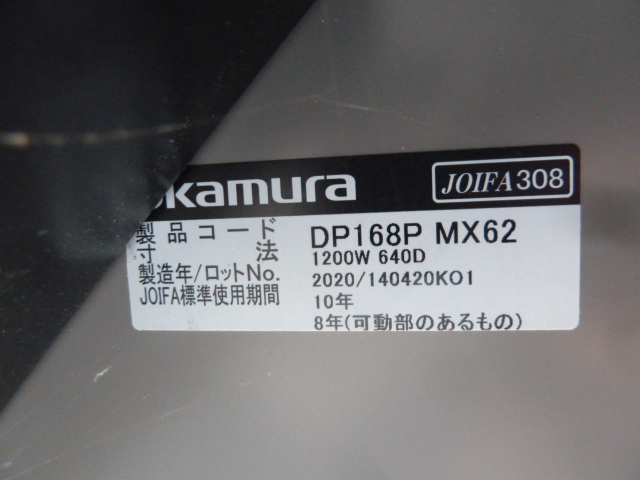 okamura JOIFA308
製品コード DP168P MX62
寸法 1200W 640D
製造年/ロットNo. 2020/140420KO1
JOIFA標準使用期間 10年
8年(可動部のあるもの)